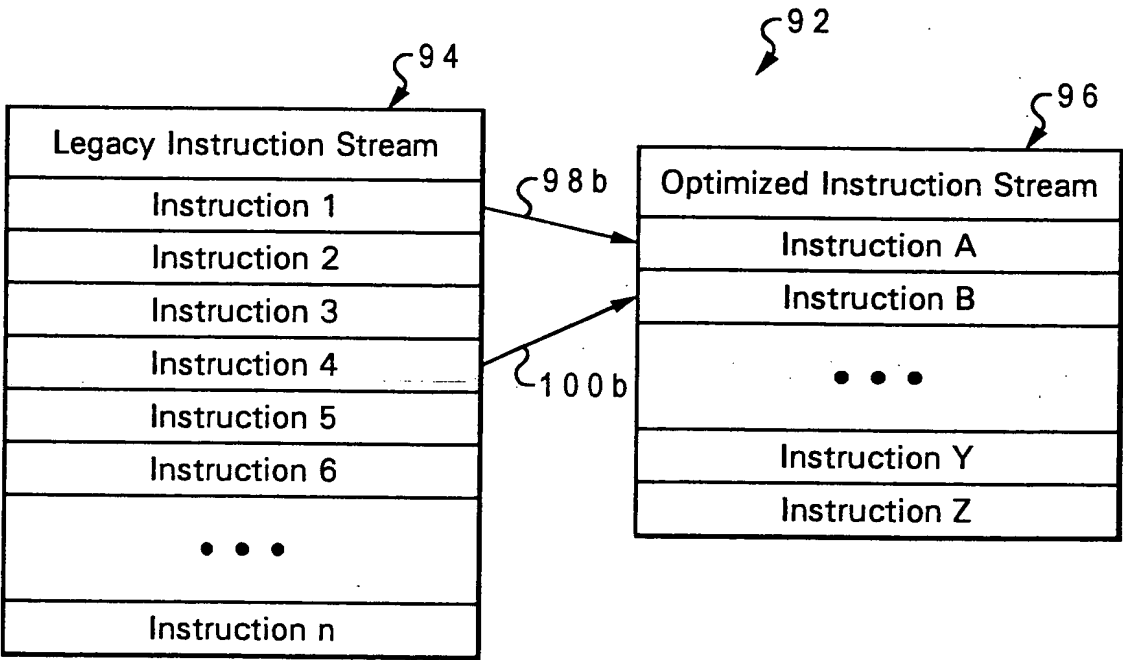 92
94
Legacy Instruction Stream
Instruction 1
Instruction 2
Instruction 3
Instruction 4
Instruction 5
Instruction 6
• • •
Instruction n
98b
100b
96
Optimized Instruction Stream
Instruction A
Instruction B
• • •
Instruction Y
Instruction Z